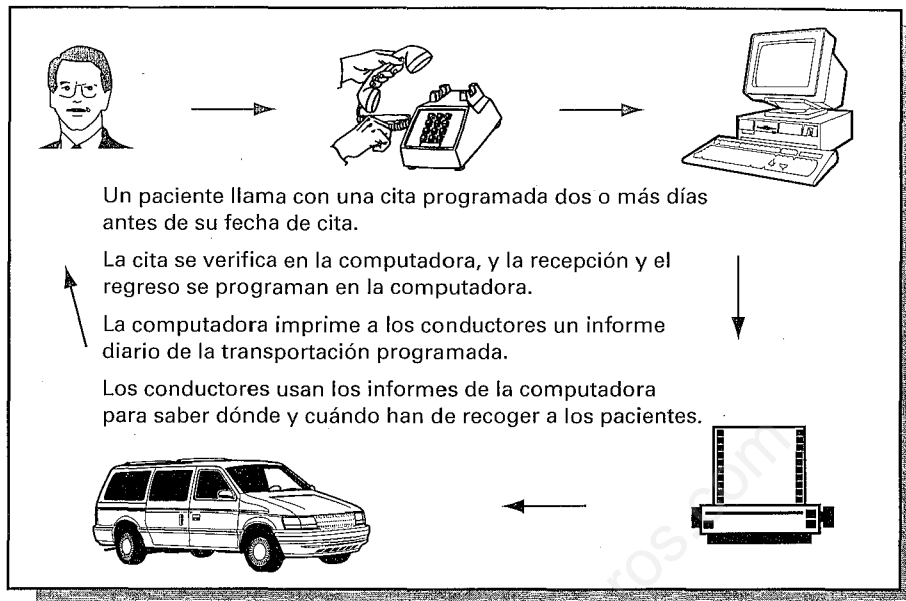 Un paciente llama con una cita programada dos o más días
antes de su fecha de cita.
La cita se verifica en la computadora, y la recepción y el
regreso se programan en la computadora.
La computadora imprime a los conductores un informe
diario de la transportación programada.
Los conductores usan los informes de la computadora
para saber dónde y cuándo han de recoger a los pacientes.
ros.com